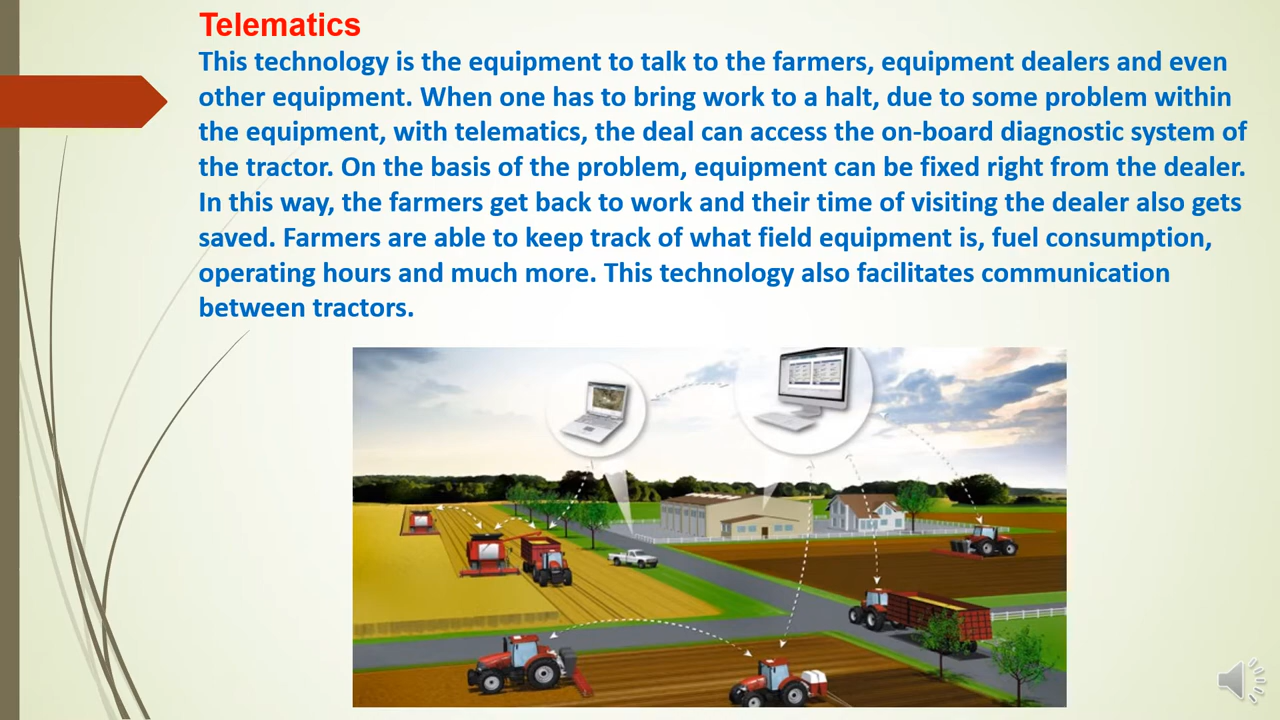 Telematics
This technology is the equipment to talk to the farmers, equipment dealers and even
other equipment. When one has to bring work to a halt, due to some problem within
the equipment, with telematics, the deal can access the on-board diagnostic system of
the tractor. On the basis of the problem, equipment can be fixed right from the dealer.
In this way, the farmers get back to work and their time of visiting the dealer also gets
saved. Farmers are able to keep track of what field equipment is, fuel consumption,
operating hours and much more. This technology also facilitates communication
between tractors.